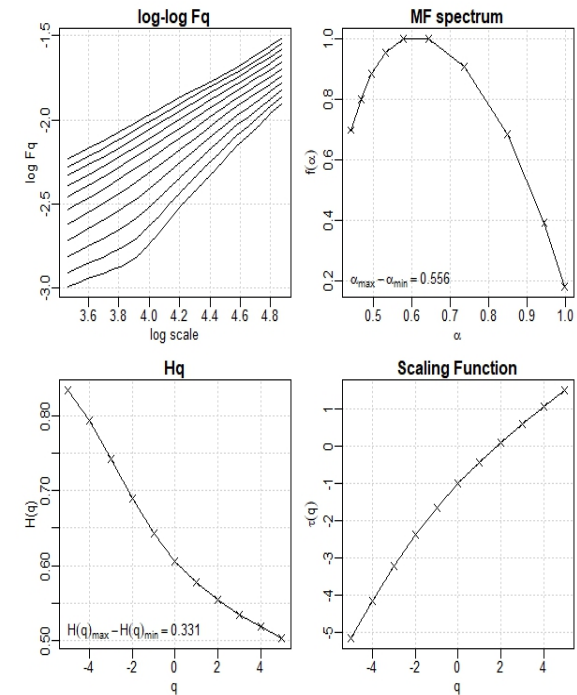 log-log Fq
log Fq
-1.5
-2.0
-2.5
-3.0
3.6 3.8 4.0 4.2 4.4 4.6 4.8
log scale
MF spectrum
f(α)
1.0
0.8
0.6
0.4
0.2
αmax − αmin = 0.556
0.5 0.6 0.7 0.8 0.9 1.0
α
Hq
H(q)
0.80
0.70
0.60
0.50
H(q)max − H(q)min = 0.331
-4 -2 0 2 4
q
Scaling Function
τ(q)
1
0
-1
-2
-3
-4
-5
-4 -2 0 2 4
q